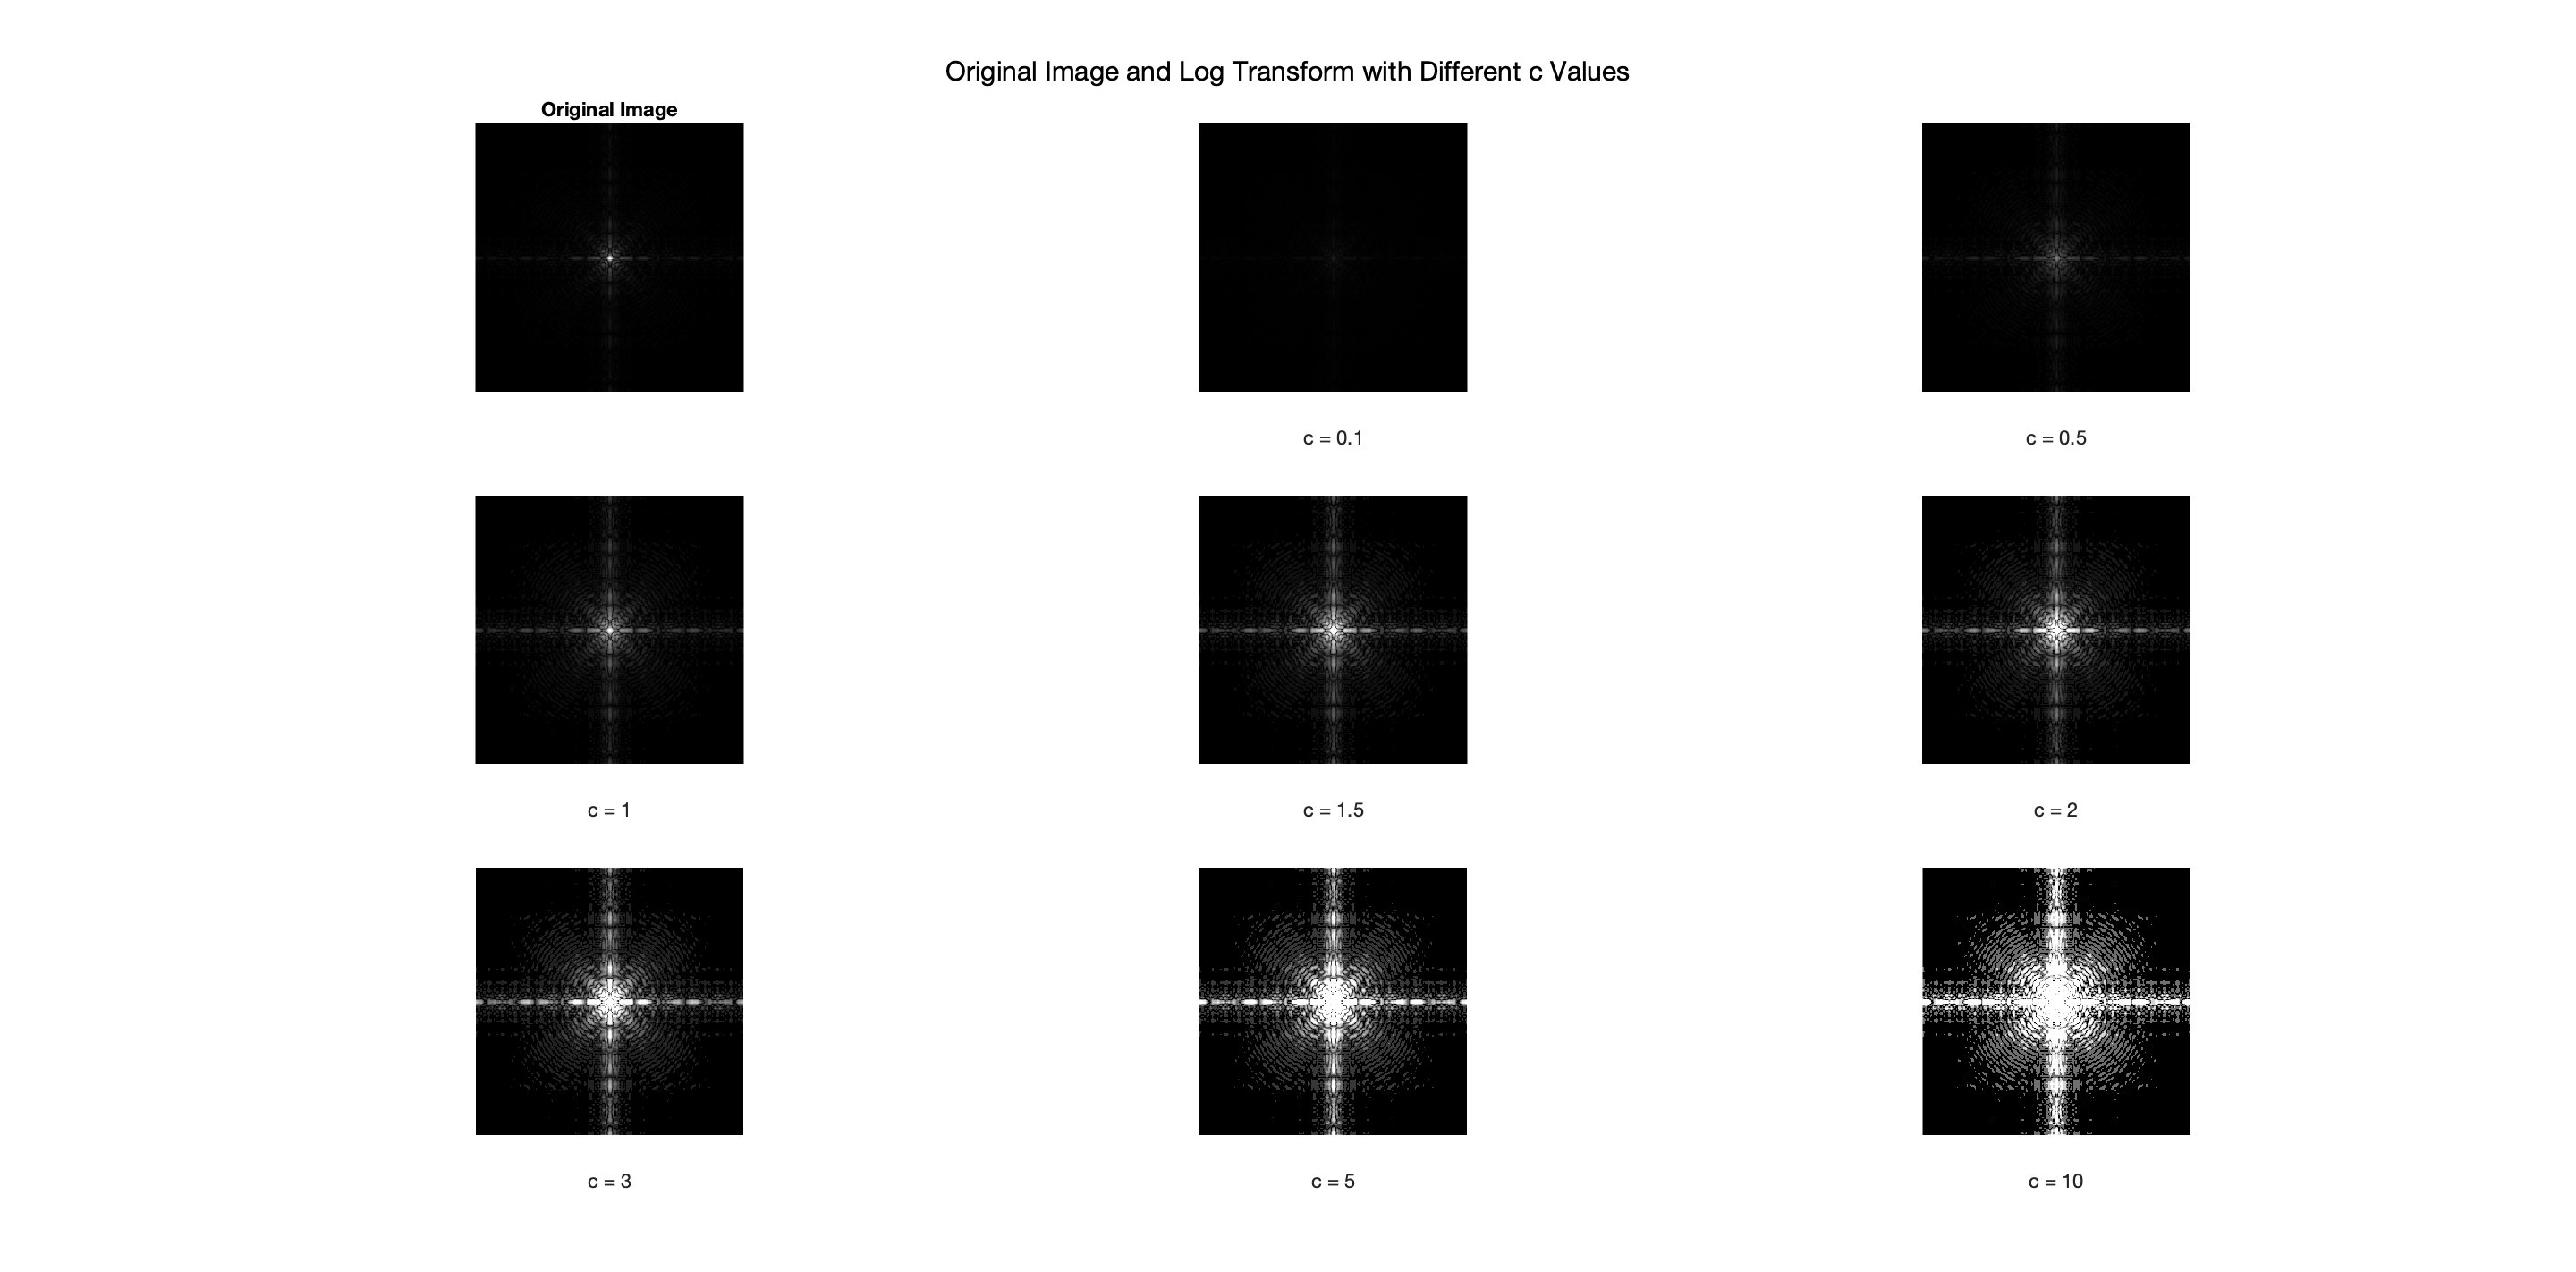 Original Image and Log Transform with Different c Values
Original Image
c = 0.1
c = 0.5
c = 1
c = 1.5
c = 2
c = 3
c = 5
c = 10